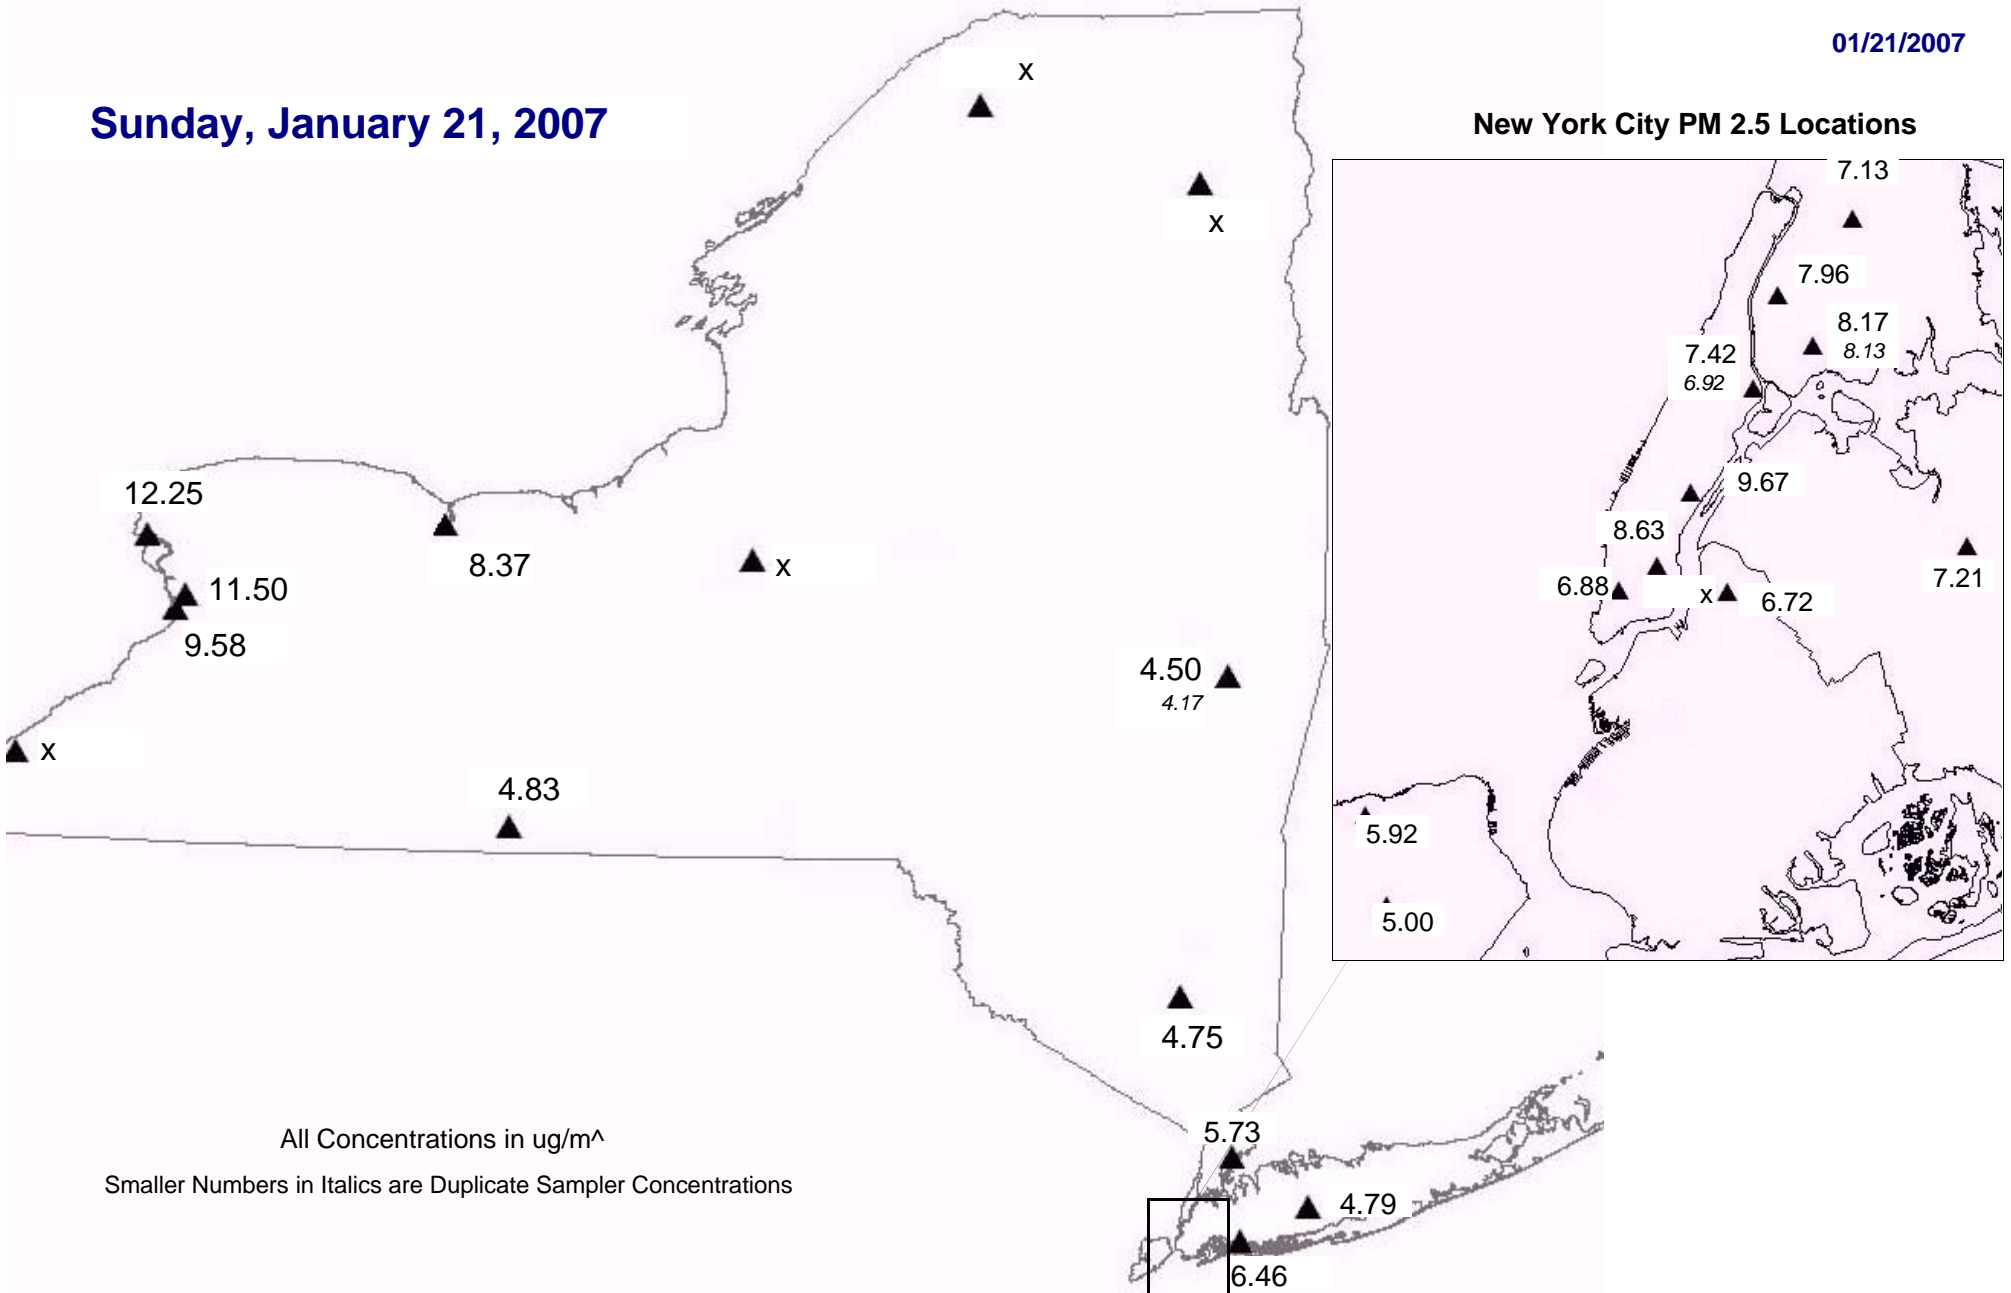 01/21/2007
Sunday, January 21, 2007
New York City PM 2.5 Locations
x
x
12.25
8.37
x
11.50
9.58
4.50
4.17
x
4.83
4.75
5.73
4.79
6.46
7.13
7.96
8.17
8.13
7.42
6.92
9.67
8.63
7.21
6.88
x
6.72
5.92
5.00
All Concentrations in ug/m^
Smaller Numbers in Italics are Duplicate Sampler Concentrations